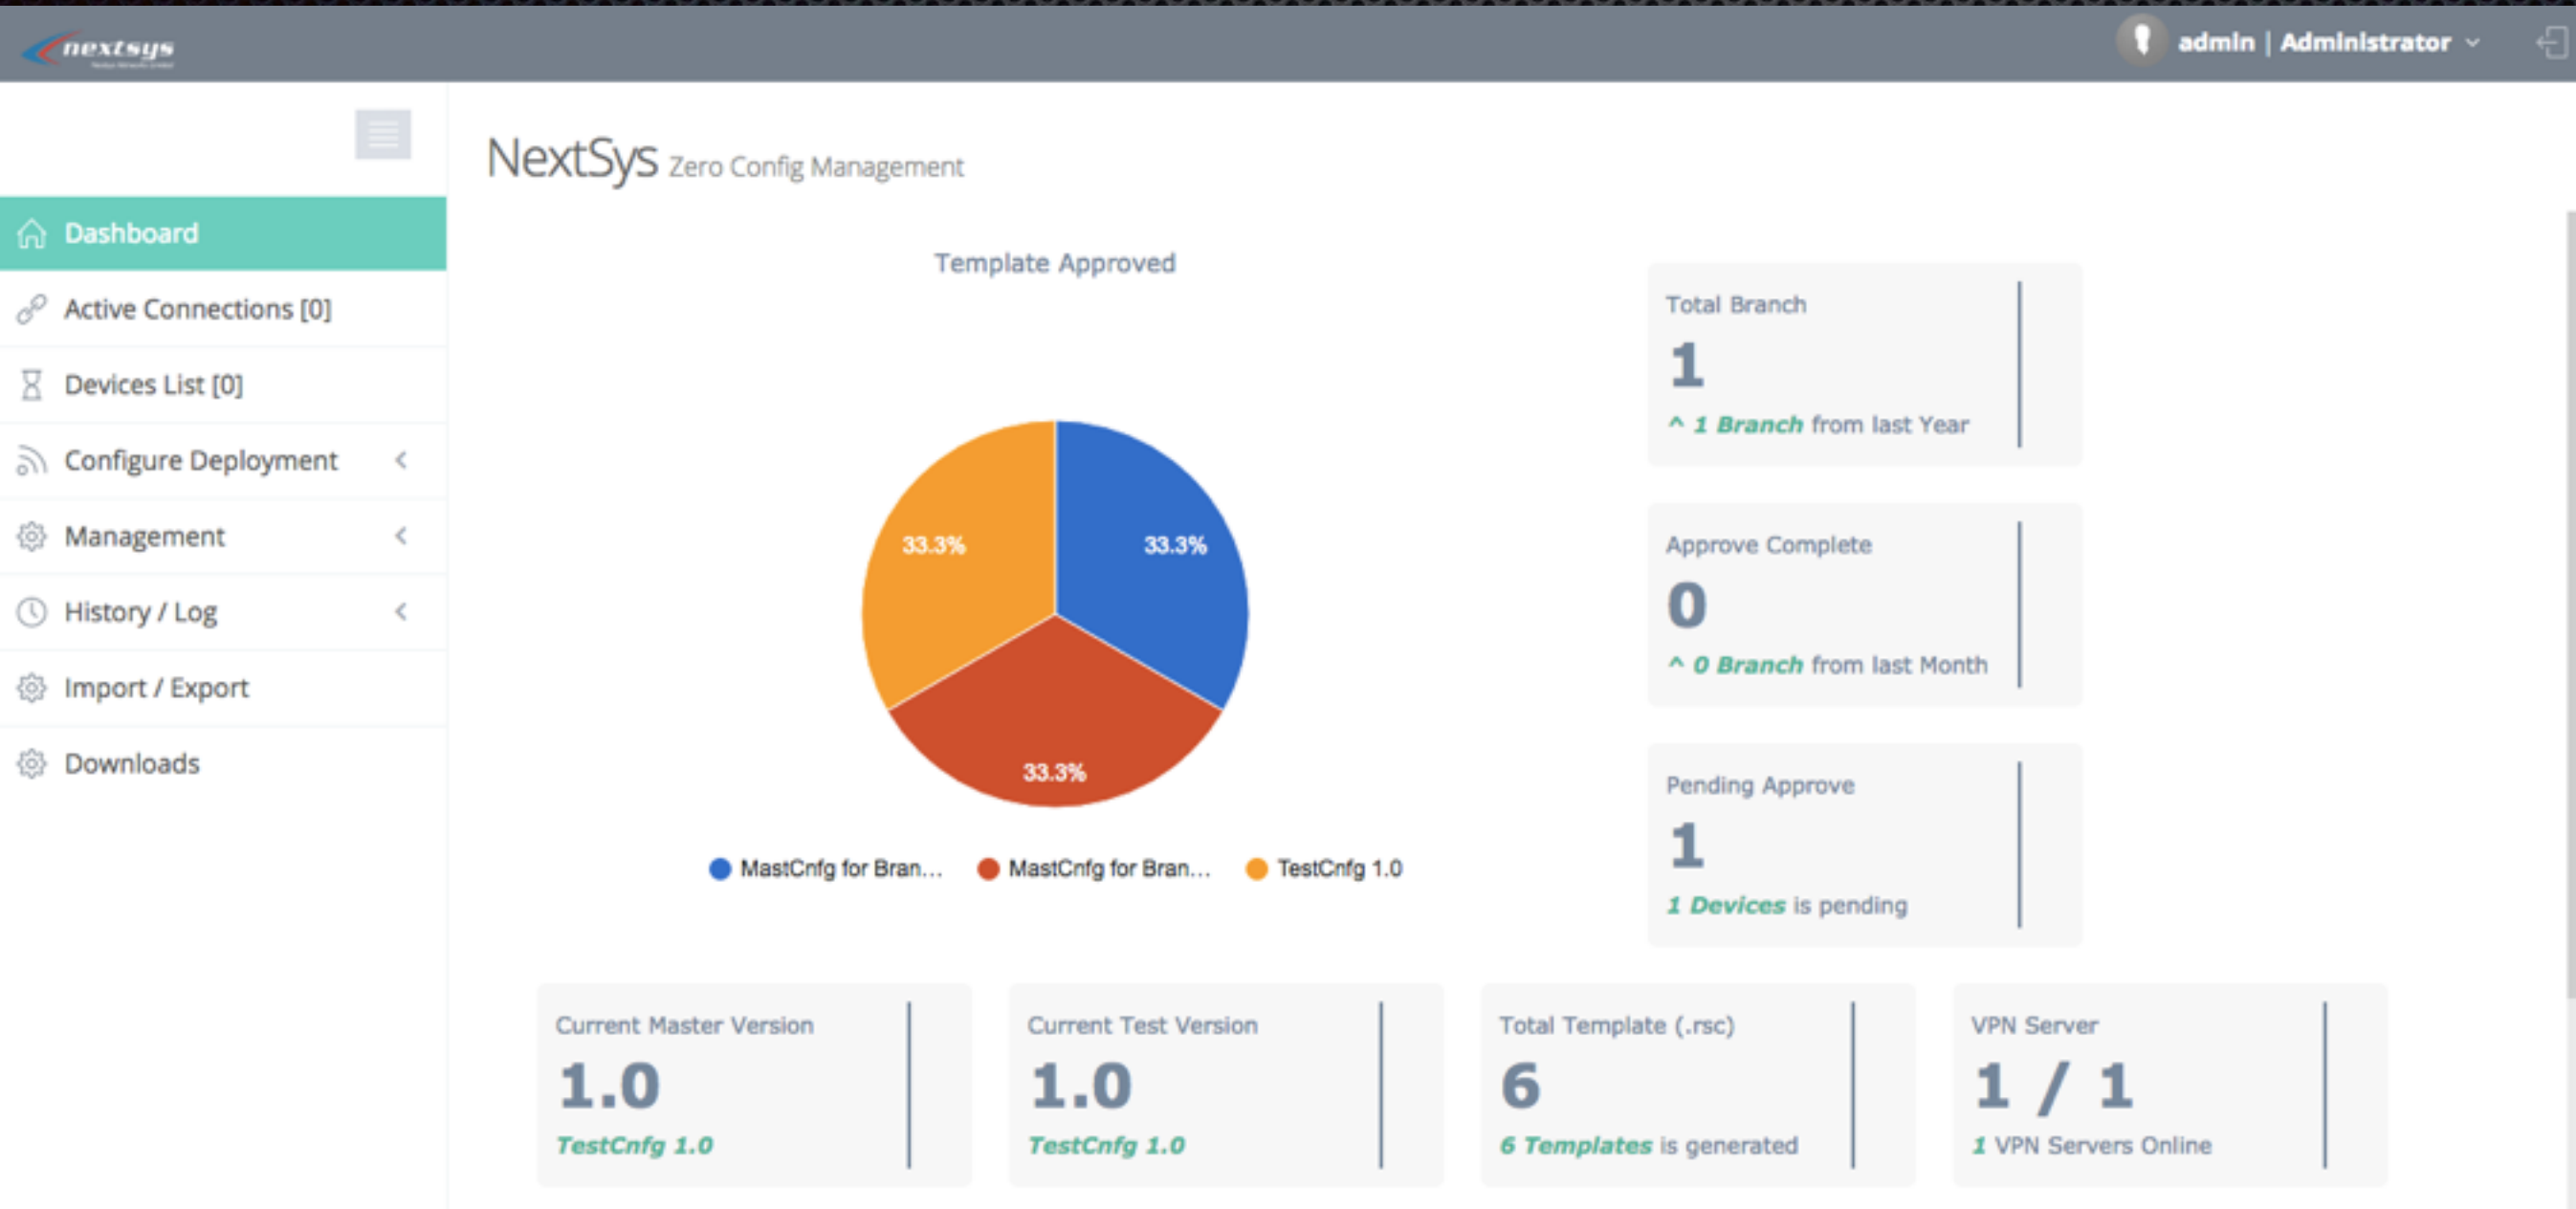 nextsys
admin | Administrator
NextSys Zero Config Management
Dashboard
Active Connections [0]
Devices List [0]
Configure Deployment
Management
History / Log
Import / Export
Downloads
Template Approved
33.3%
33.3%
33.3%
MastCnfg for Bran...
MastCnfg for Bran...
TestCnfg 1.0
Total Branch
1
^ 1 Branch from last Year
Approve Complete
0
^ 0 Branch from last Month
Pending Approve
1
1 Devices is pending
Current Master Version
1.0
TestCnfg 1.0
Current Test Version
1.0
TestCnfg 1.0
Total Template (.rsc)
6
6 Templates is generated
VPN Server
1 / 1
1 VPN Servers Online